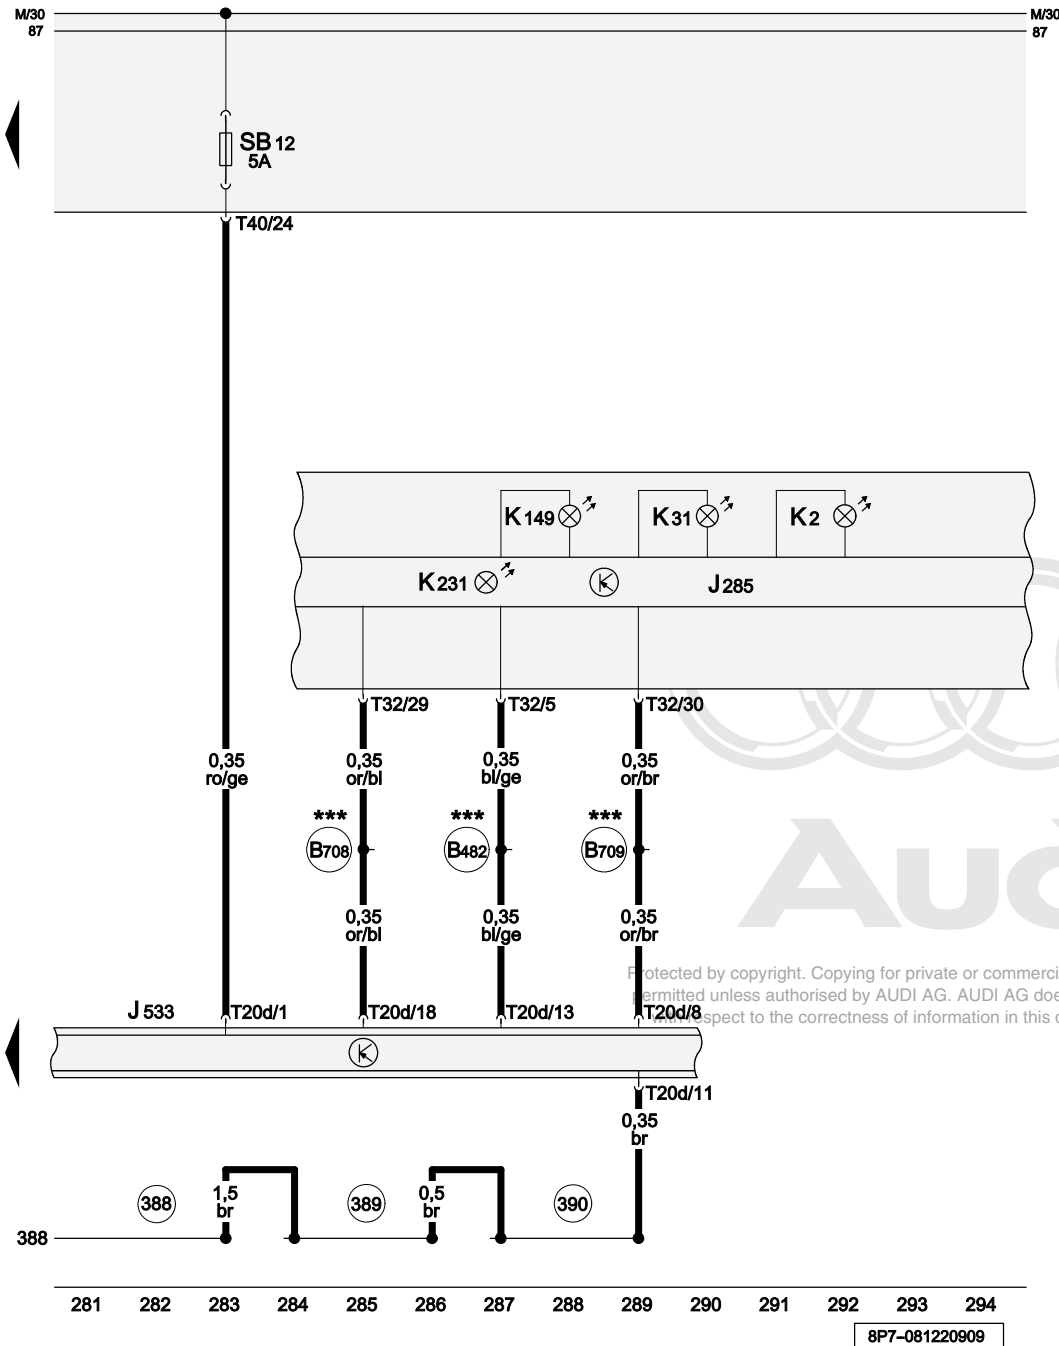 M/30
M/30
87
87
SB 12
5A
T40/24
K 149
K 31
K 2
K 231
J 285
T32/29
T32/5
T32/30
0,35
ro/ge
0,35
or/bl
0,35
bl/ge
0,35
or/br
***
***
***
B708
B482
B709
0,35
or/bl
0,35
bl/ge
0,35
or/br
Audi
Protected by copyright. Copying for private or commerci
permitted unless authorised by AUDI AG. AUDI AG doe
with respect to the correctness of information in this
J 533
T20d/1
T20d/18
T20d/13
T20d/8
T20d/11
0,35
br
388
1,5
br
389
0,5
br
390
388
281 282 283 284 285 286 287 288 289 290 291 292 293 294
8P7-081220909